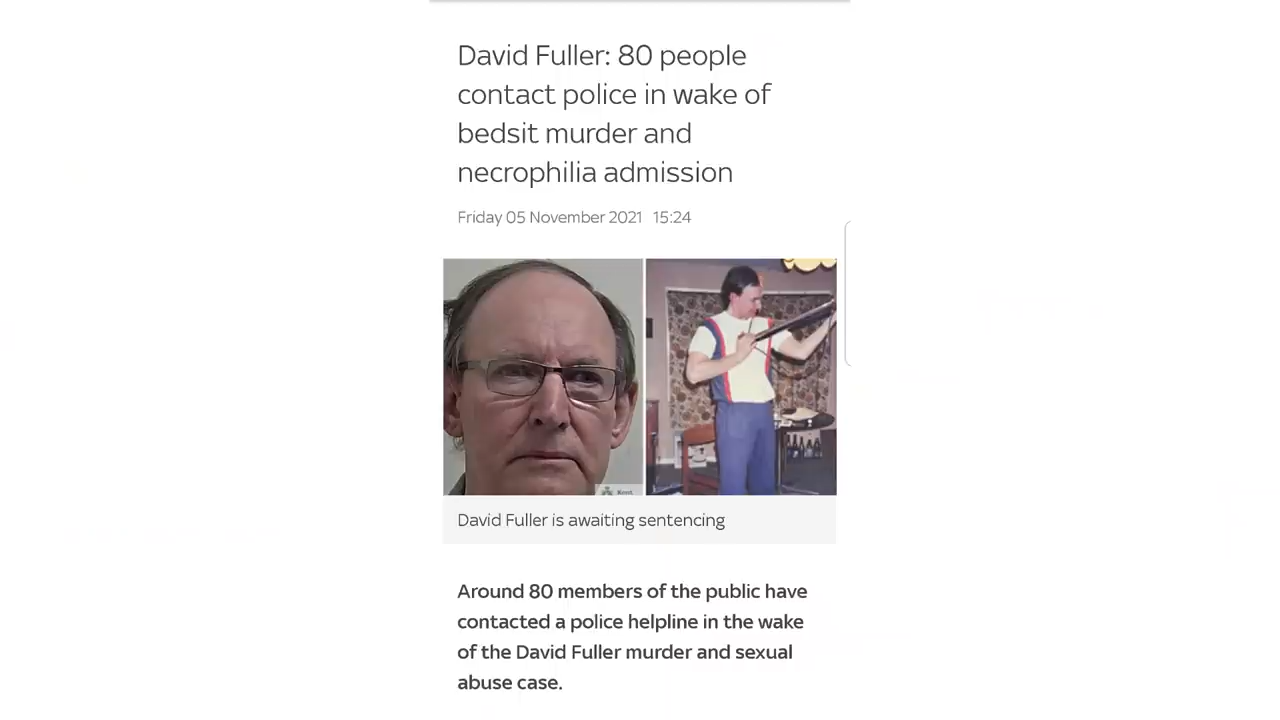 David Fuller: 80 people
contact police in wake of
bedsit murder and
necrophilia admission
Friday 05 November 2021 15:24
Kent
David Fuller is awaiting sentencing
Around 80 members of the public have
contacted a police helpline in the wake
of the David Fuller murder and sexual
abuse case.